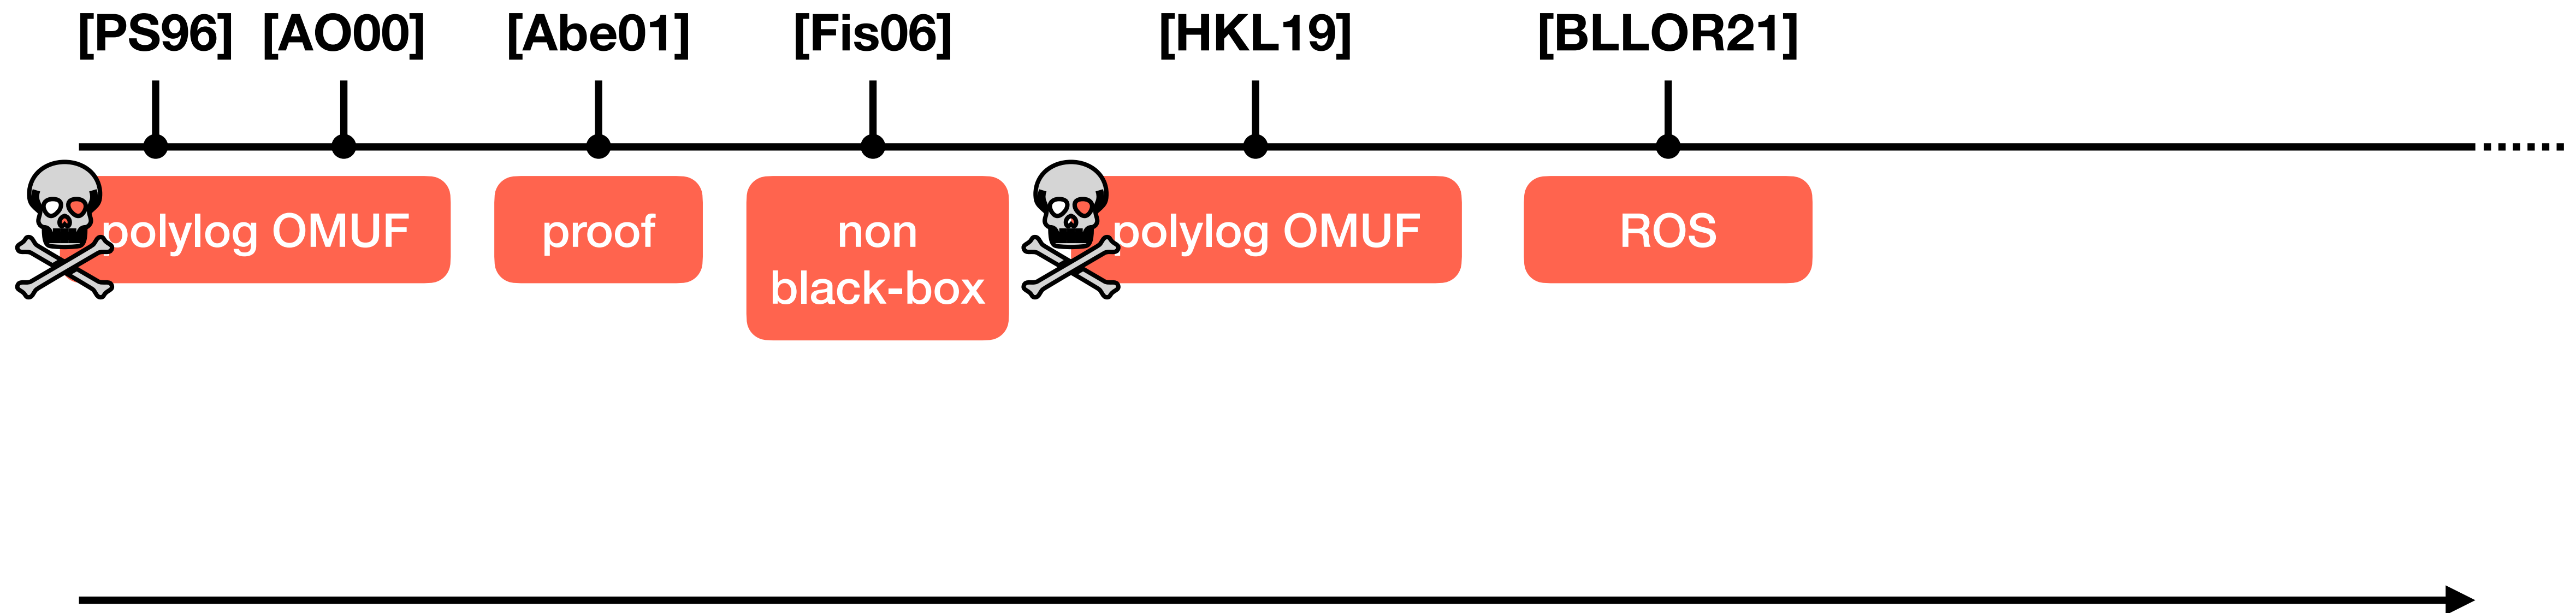 [PS96] [AO00] [Abe01] [Fis06] [HKL19] [BLLOR21]
polylog OMUF
proof
non
black-box
polylog OMUF
ROS